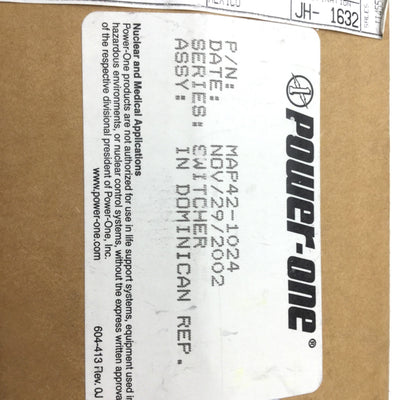 MEXICO
JH- 1632
POWER-ONE®
P/N: MAP42-1024
DATE: NOV/29/2002
SERIES: SWITCHER
ASSY: IN DOMINICAN REP.
Nuclear and Medical Applications
Power-One products are not authorized for use in life support systems, equipment used in
hazardous environments, or nuclear control systems, without the express written approval
of the respective divisional president of Power-One, Inc.
www.power-one.com
604-413 Rev. 0J